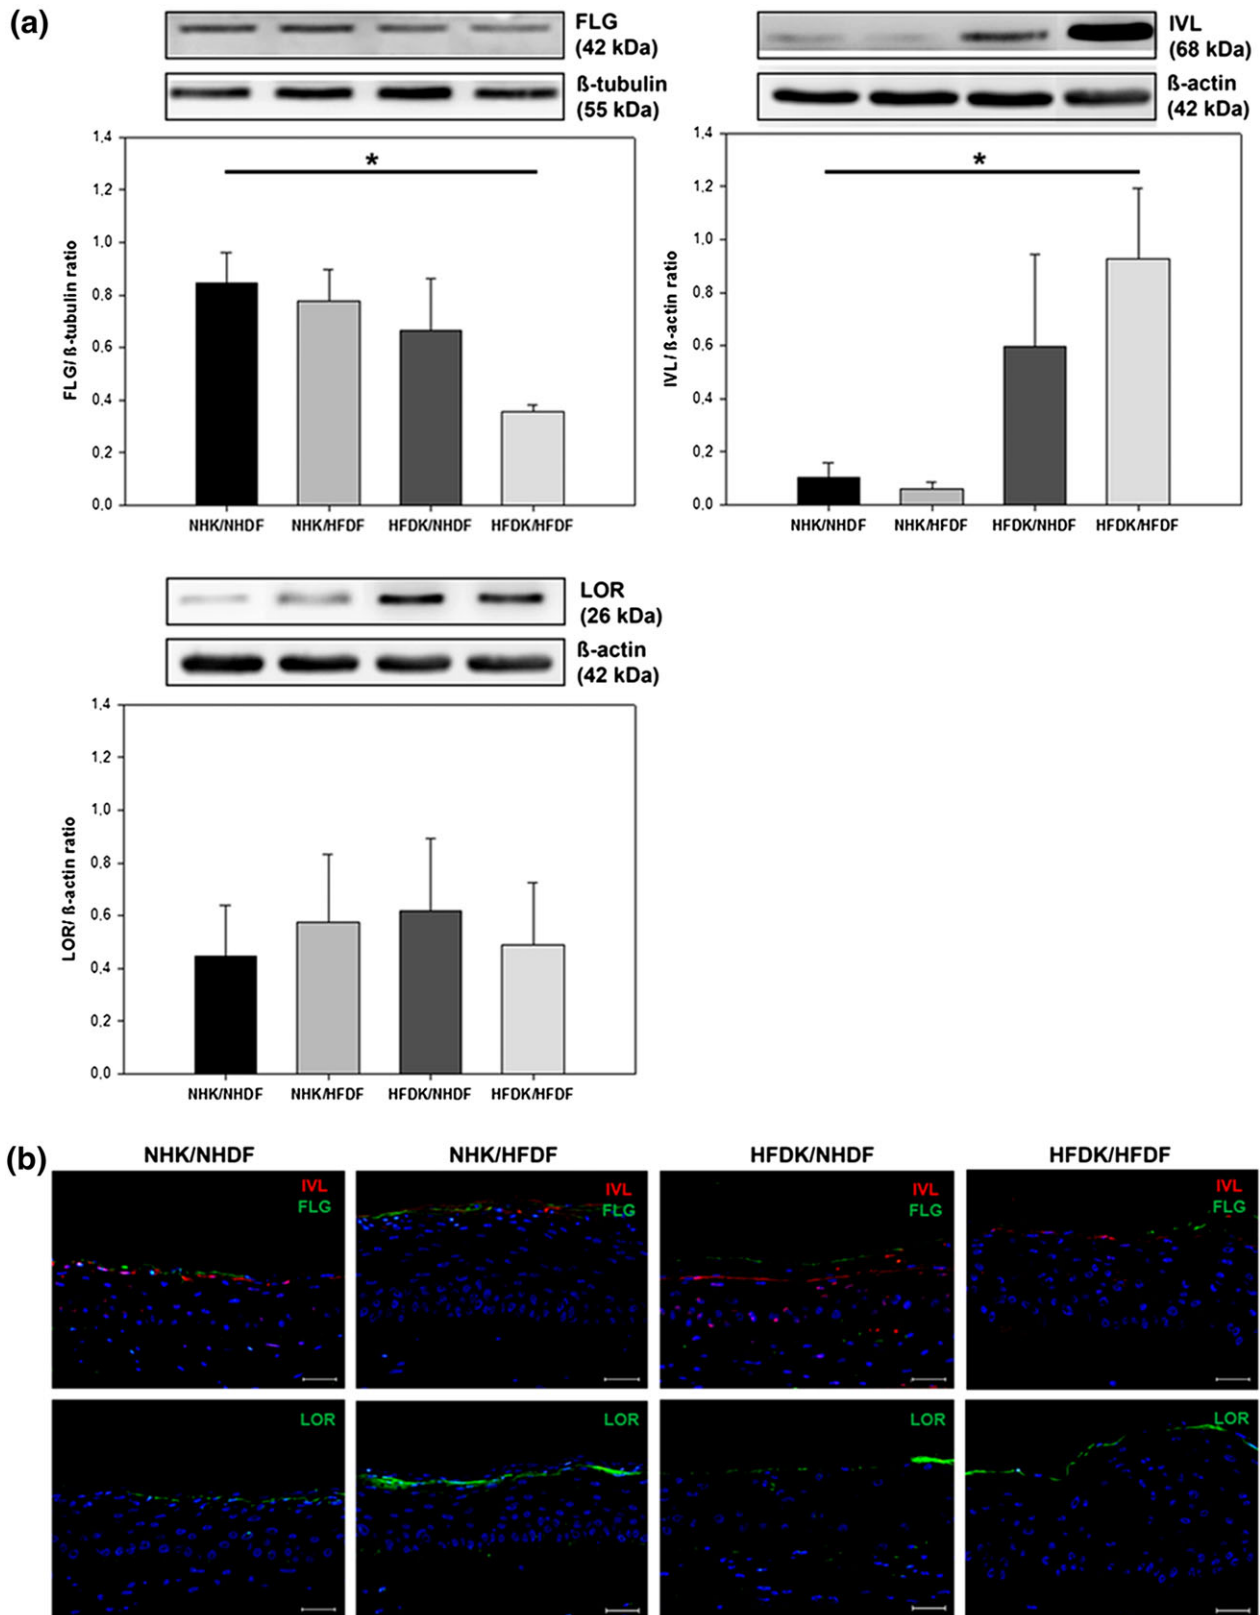 (a)
FLG
(42 kDa)
ß-tubulin
(55 kDa)
1,4
1,2
1,0
0,8
0,6
0,4
0,2
0,0
FLG/ ß-tubulin ratio
*
NHK/NHDF NHK/HFDF HFDK/NHDF HFDK/HFDF
IVL
(68 kDa)
ß-actin
(42 kDa)
1,4
1,2
1,0
0,8
0,6
0,4
0,2
0,0
IVL/ ß-actin ratio
*
NHK/NHDF NHK/HFDF HFDK/NHDF HFDK/HFDF
LOR
(26 kDa)
ß-actin
(42 kDa)
1,4
1,2
1,0
0,8
0,6
0,4
0,2
0,0
LOR/ ß-actin ratio
NHK/NHDF NHK/HFDF HFDK/NHDF HFDK/HFDF
(b)
NHK/NHDF NHK/HFDF HFDK/NHDF HFDK/HFDF
IVL
FLG
IVL
FLG
IVL
FLG
IVL
FLG
LOR
LOR
LOR
LOR